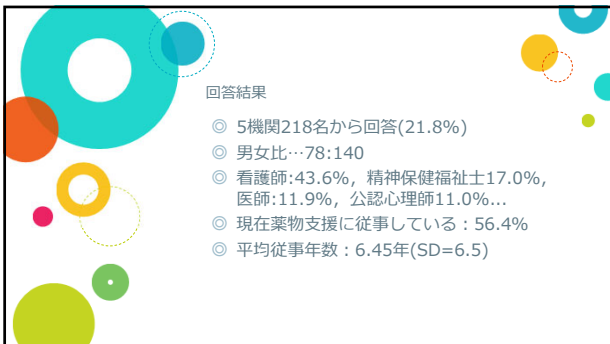 回答結果
◎ 5機関218名から回答(21.8%)
◎ 男女比…78:140
◎ 看護師:43.6%，精神保健福祉士17.0%，
医師:11.9%，公認心理師11.0%...
◎ 現在薬物支援に従事している：56.4%
◎ 平均従事年数：6.45年(SD=6.5)